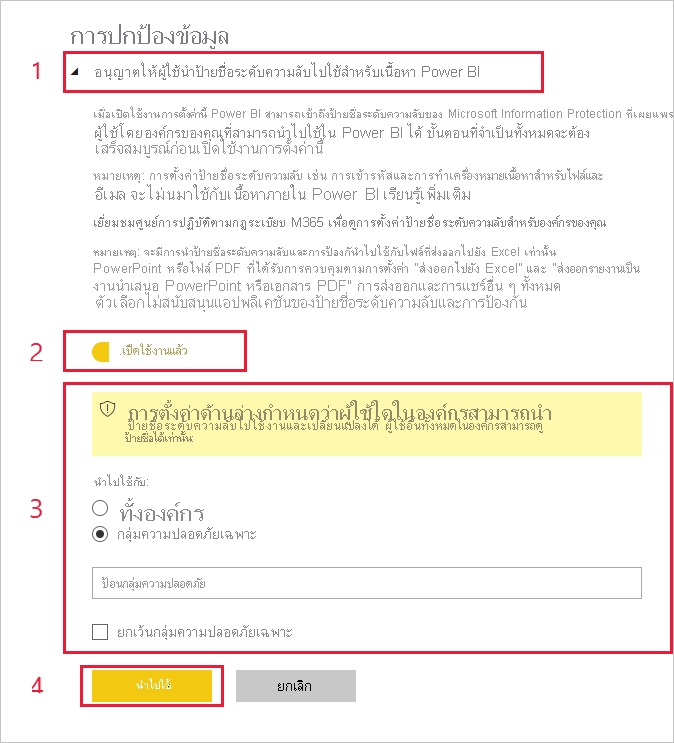 การปกป้องข้อมูล
1
อนุญาตให้ผู้ใช้นำป้ายชื่อระดับความลับไปใช้สำหรับเนื้อหา Power BI
เมื่อเปิดใช้งานการตั้งค่านี้ Power BI สามารถเข้าถึงป้ายชื่อระดับความลับของ Microsoft Information Protection ที่เผยแพร
ผู้ใช้โดยองค์กรของคุณที่สามารถนำไปใช้ใน Power BI ได้ ขั้นตอนที่จำเป็นทั้งหมดจะต้อง
เสร็จสมบูรณ์ก่อนเปิดใช้งานการตั้งค่านี้
หมายเหตุ: การตั้งค่าป้ายชื่อระดับความลับ เช่น การเข้ารหัสและการทำเครื่องหมายเนื้อหาสำหรับไฟล์และ
อีเมล จะไม่นำมาใช้กับเนื้อหาภายใน Power BI เรียนรู้เพิ่มเติม
เยี่ยมชมศูนย์การปฏิบัติตามกฎระเบียบ M365 เพื่อดูการตั้งค่าป้ายชื่อระดับความลับสำหรับองค์กรของคุณ
หมายเหตุ: จะมีการนำป้ายชื่อระดับความลับและการป้องกันไปใช้กับไฟล์ที่ส่งออกไปยัง Excel เท่านั้น
PowerPoint หรือไฟล์ PDF ที่ได้รับการควบคุมตามการตั้งค่า "ส่งออกไปยัง Excel" และ "ส่งออกรายงานเป็น
งานนำเสนอ PowerPoint หรือเอกสาร PDF" การส่งออกและการแชร์อื่น ๆ ทั้งหมด
ตัวเลือกไม่สนับสนุนแอปพลิเคชันของป้ายชื่อระดับความลับและการป้องกัน
2
เปิดใช้งานแล้ว
การตั้งค่าด้านล่างกำหนดว่าผู้ใช้ใดในองค์กรสามารถนำ
ป้ายชื่อระดับความลับไปใช้งานและเปลี่ยนแปลงได้ ผู้ใช้อื่นทั้งหมดในองค์กรสามารถดู
ป้ายชื่อได้เท่านั้น:
นำไปใช้กับ:
3
ทั้งองค์กร
กลุ่มความปลอดภัยเฉพาะ
ป้อนกลุ่มความปลอดภัย
ยกเว้นกลุ่มความปลอดภัยเฉพาะ
4
นำไปใช้
ยกเลิก